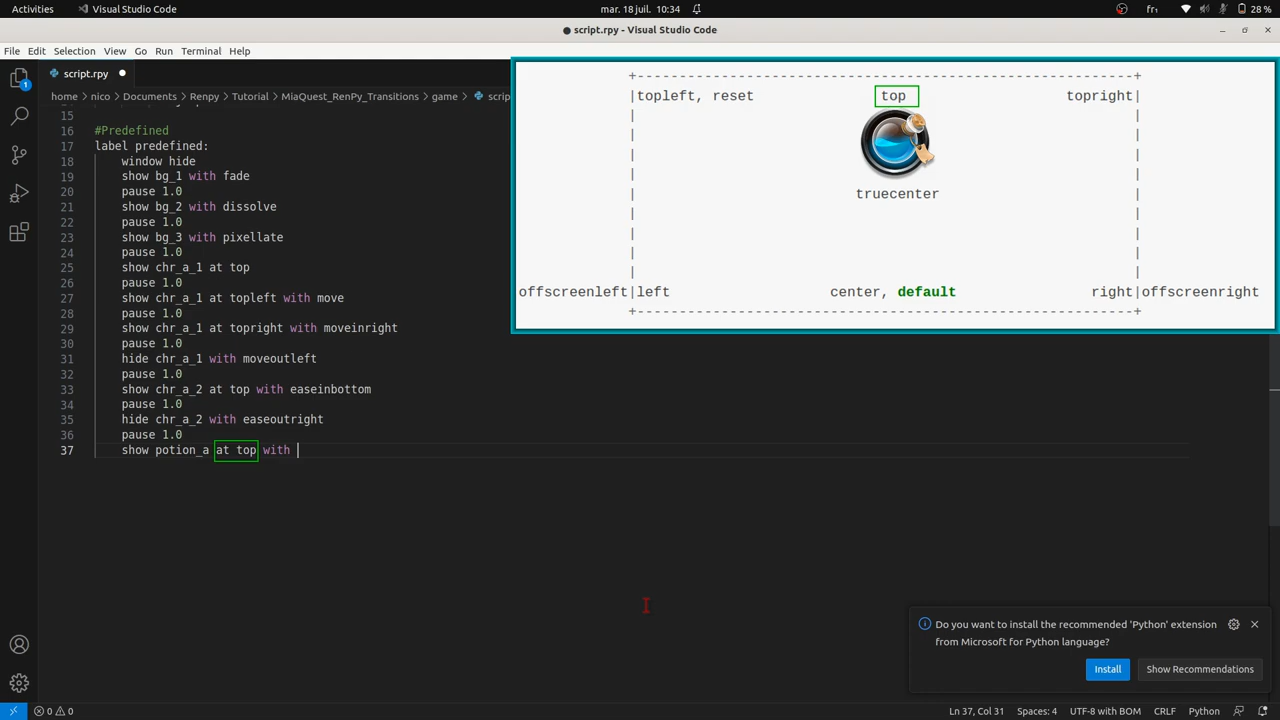 Activities
Visual Studio Code
mar. 18 juil. 10:34
fr₁
28 %
script.rpy - Visual Studio Code
File Edit Selection View Go Run Terminal Help
script.rpy
1
home > nico > Documents > Renpy > Tutorial > MiaQuest_RenPy_Transitions > game > scrip
15
16 #Predefined
17 label predefined:
18 window hide
19 show bg_1 with fade
20 pause 1.0
21 show bg_2 with dissolve
22 pause 1.0
23 show bg_3 with pixellate
24 pause 1.0
25 show chr_a_1 at top
26 pause 1.0
27 show chr_a_1 at topleft with move
28 pause 1.0
29 show chr_a_1 at topright with moveinright
30 pause 1.0
31 hide chr_a_1 with moveoutleft
32 pause 1.0
33 show chr_a_2 at top with easeinbottom
34 pause 1.0
35 hide chr_a_2 with easeoutright
36 pause 1.0
37 show potion_a at top with
topleft, reset top topright
truecenter
offscreenleft|left center, default right|offscreenright
Do you want to install the recommended 'Python' extension
from Microsoft for Python language?
Install
Show Recommendations
0 0
Ln 37, Col 31
Spaces: 4
UTF-8 with BOM
CRLF
Python